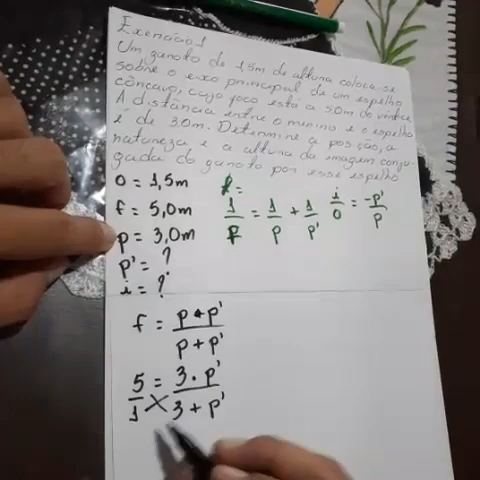 Exercício 1
Um garoto de 1,5m de altura coloca-se
sobre o eixo principal de um espelho
côncavo, cujo foco está a 5,0m do vértice
A distância entre o menino e o espelho
é de 3,0m. Determine a posição, a
natureza e a altura da imagem conju-
gada do garoto por esse espelho
O = 1,5m
f = 5,0m
p = 3,0m
p' = ?
i = ?
f =
1/f = 1/p + 1/p' i/o = -p'/p
f = p • p' / p + p'
5/1 = 3 . p' / 3 + p'